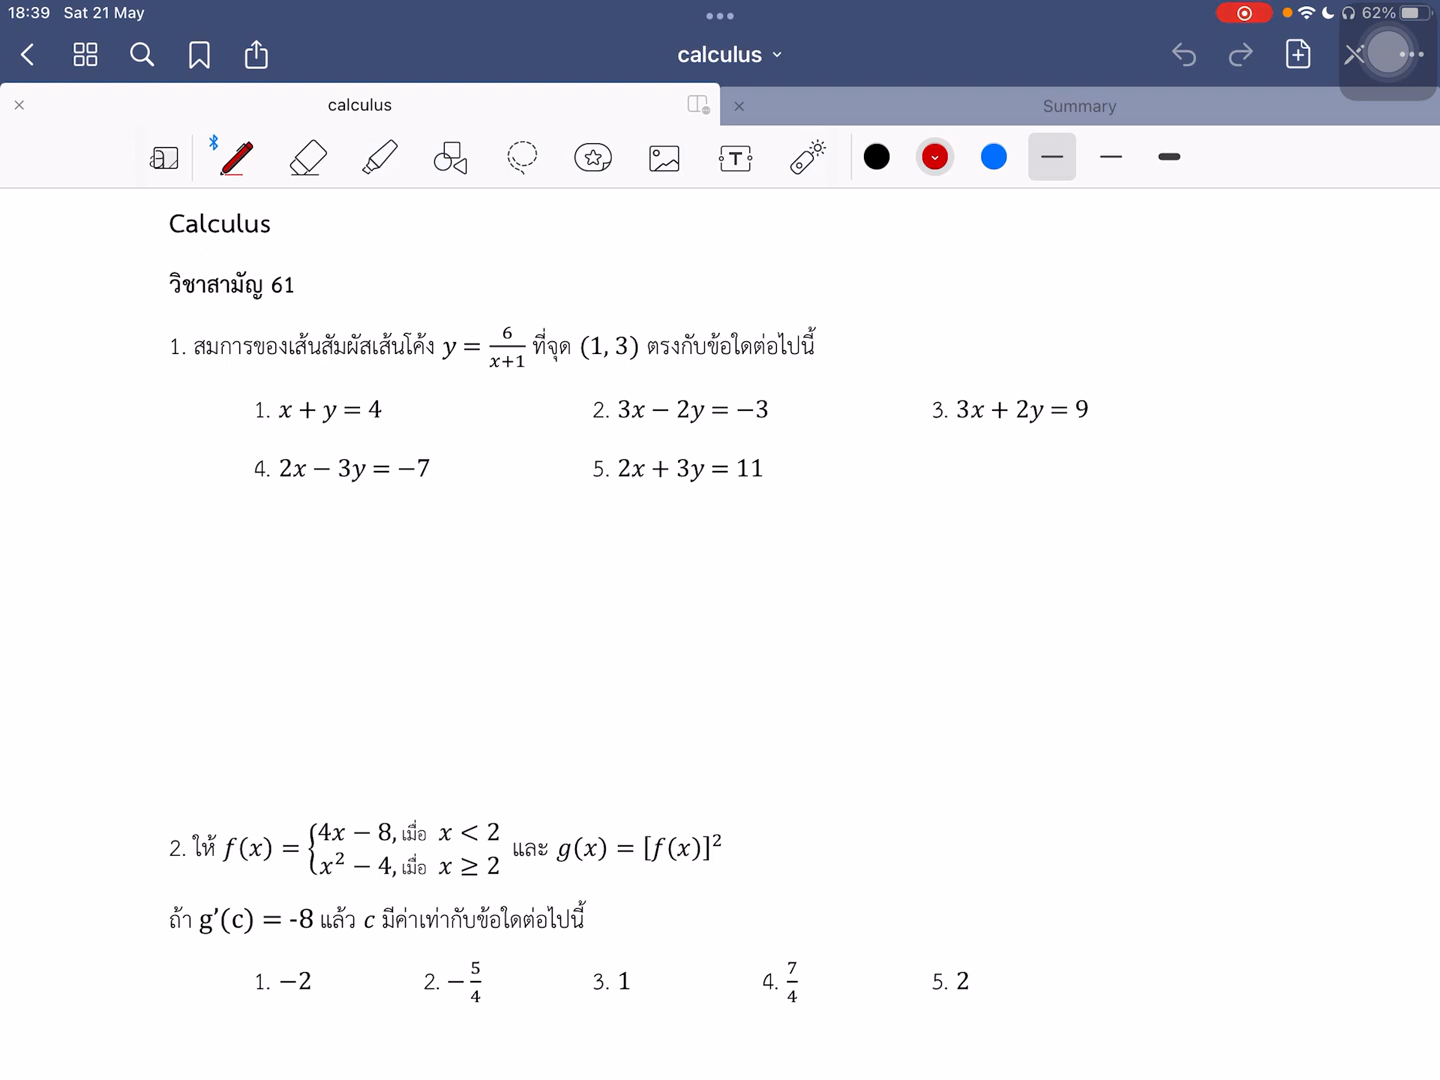 18:39 Sat 21 May 62%
calculus
calculus Summary
Calculus
วิชาสามัญ 61
1. สมการของเส้นสัมผัสเส้นโค้ง y = 6/(x+1) ที่จุด (1, 3) ตรงกับข้อใดต่อไปนี้
1. x + y = 4 2. 3x − 2y = −3 3. 3x + 2y = 9
4. 2x − 3y = −7 5. 2x + 3y = 11
2. ให้ f(x) = {4x − 8, เมื่อ x < 2
x² − 4, เมื่อ x ≥ 2 และ g(x) = [f(x)]²
ถ้า g’(c) = -8 แล้ว c มีค่าเท่ากับข้อใดต่อไปนี้
1. −2 2. −5/4 3. 1 4. 7/4 5. 2